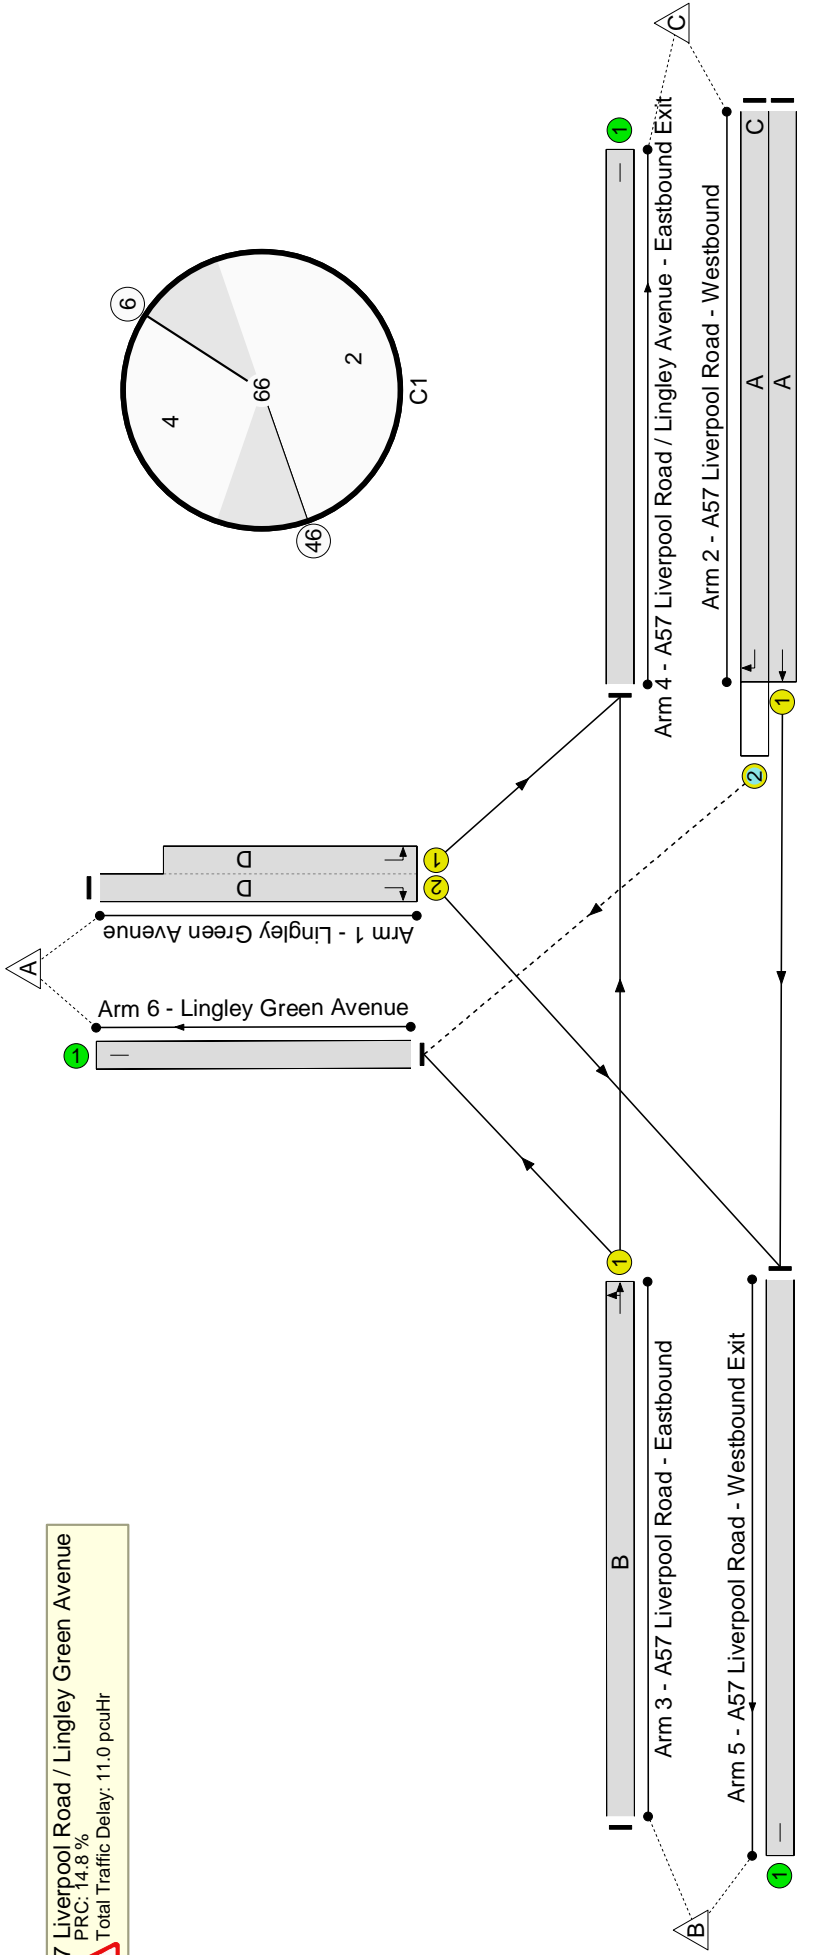 7 Liverpool Road / Lingley Green Avenue
PRC: 14.8 %
Total Traffic Delay: 11.0 pcuHr
A
Arm 6 - Lingley Green Avenue
1
Arm 1 - Lingley Green Avenue
D
D
1
2
6
4
66
2
46
C1
C
1
Arm 4 - A57 Liverpool Road / Lingley Avenue - Eastbound Exit
Arm 2 - A57 Liverpool Road - Westbound
C
A
A
2
1
1
B
Arm 3 - A57 Liverpool Road - Eastbound
Arm 5 - A57 Liverpool Road - Westbound Exit
1
B